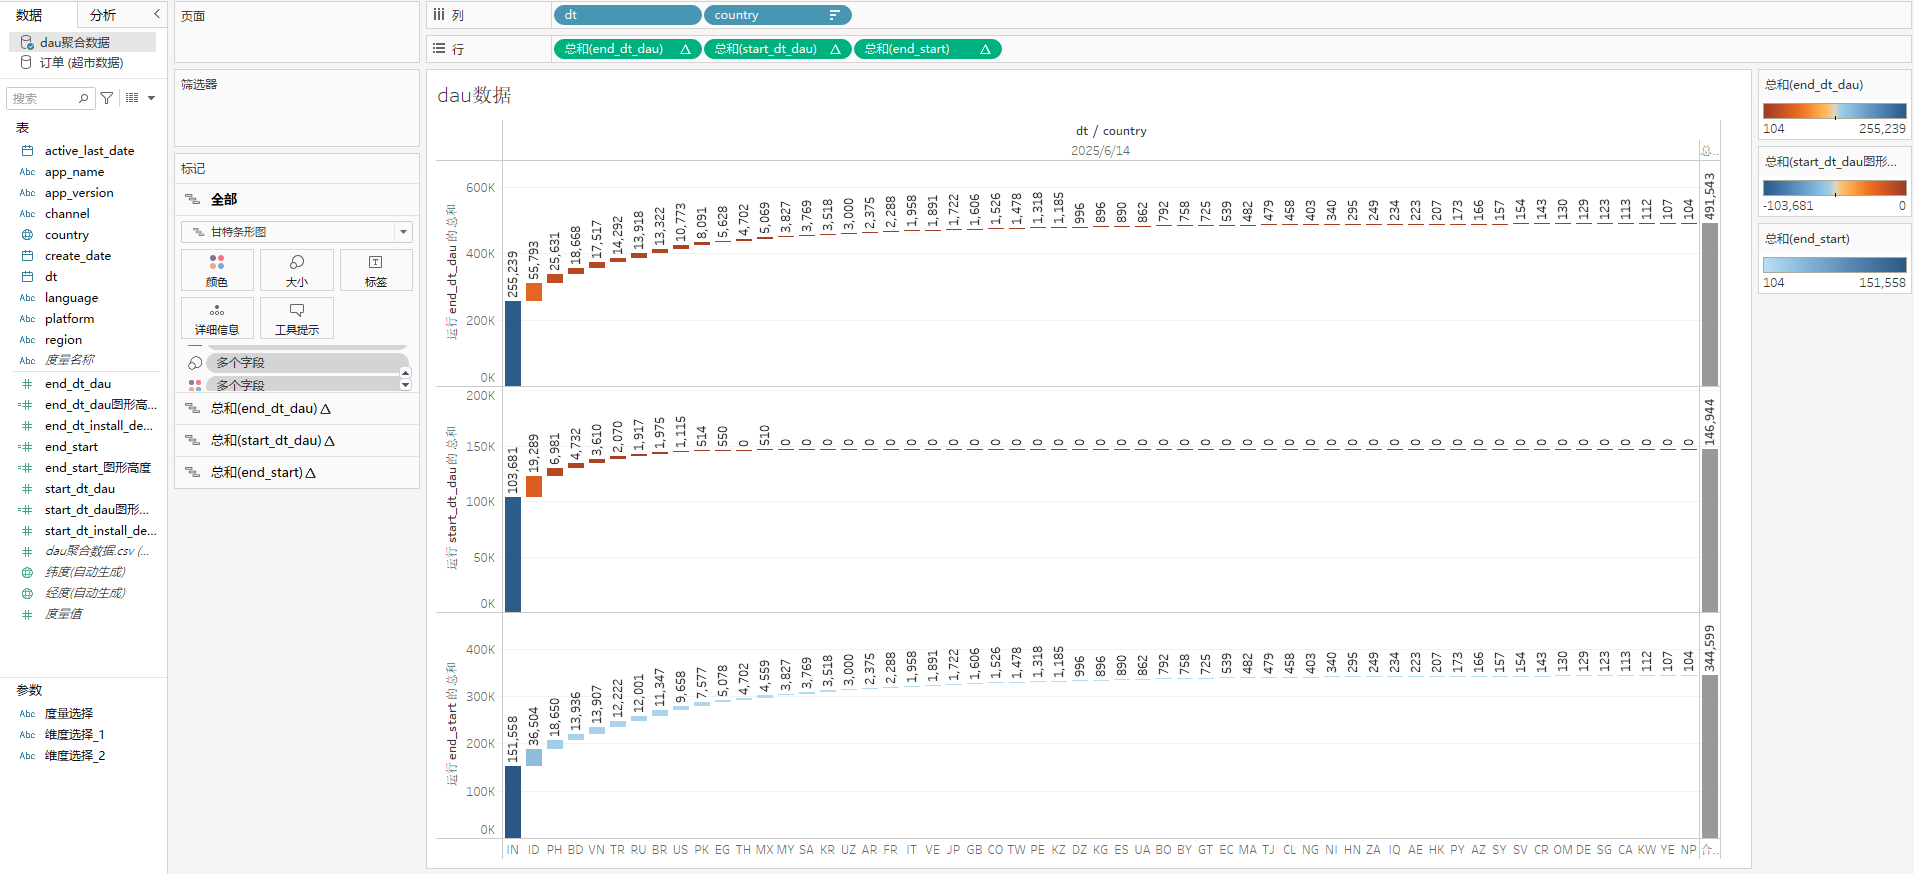 数据
分析
dau聚合数据
订单 (超市数据)
搜索
表
active_last_date
Abc app_name
Abc app_version
Abc channel
country
create_date
dt
Abc language
Abc platform
Abc region
Abc 度量名称
end_dt_dau
end_dt_dau图形高...
end_dt_install_de...
end_start
end_start_图形高度
start_dt_dau
start_dt_dau图形...
start_dt_install_de...
dau聚合数据.csv (...
纬度(自动生成)
经度(自动生成)
度量值
参数
Abc 度量选择
Abc 维度选择_1
Abc 维度选择_2
页面
筛选器
标记
全部
甘特条形图
颜色 大小 标签
详细信息 工具提示
多个字段
多个字段
总和(end_dt_dau) △
总和(start_dt_dau) △
总和(end_start) △
列 dt country
行 总和(end_dt_dau) △ 总和(start_dt_dau) △ 总和(end_start) △
dau数据
dt / country
2025/6/14
总..
运行 end_dt_dau 的 总和
600K
400K
200K
0K
255,239 55,793 25,631 18,668 17,517 14,292 13,918 13,322 10,773 8,091 5,628 4,702 5,069 3,827 3,769 3,518 3,000 2,375 2,288 1,958 1,891 1,722 1,606 1,526 1,478 1,318 1,185 996 896 890 862 792 758 725 539 482 479 458 403 340 295 249 234 223 207 173 166 157 154 143 130 129 123 113 112 107 104 491,543
运行 start_dt_dau 的 总和
200K
150K
100K
50K
0K
103,681 19,289 6,981 4,732 3,610 2,070 1,917 1,975 1,115 514 550 0 510 0 0 0 0 0 0 0 0 0 0 0 0 0 0 0 0 0 0 0 0 0 0 0 0 0 0 0 0 0 0 0 0 0 0 0 0 0 0 0 0 0 0 0 0 146,944
运行 end_start 的 总和
400K
300K
200K
100K
0K
151,558 36,504 18,650 13,936 13,907 12,222 12,001 11,347 9,658 7,577 5,078 4,702 4,559 3,827 3,769 3,518 3,000 2,375 2,288 1,958 1,891 1,722 1,606 1,526 1,478 1,318 1,185 996 896 890 862 792 758 725 539 482 479 458 403 340 295 249 234 223 207 173 166 157 154 143 130 129 123 113 112 107 104 344,599
IN ID PH BD VN TR RU BR US PK EG TH MX MY SA KR UZ AR FR IT VE JP GB CO TW PE KZ DZ KG ES UA BO BY GT EC MA TJ CL NG NI HN ZA IQ AE HK PY AZ SY SV CR OM DE SG CA KW YE NP 合..
总和(end_dt_dau)
104 255,239
总和(start_dt_dau图形...
-103,681 0
总和(end_start)
104 151,558